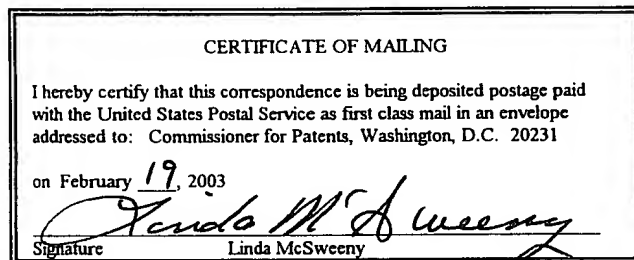 CERTIFICATE OF MAILING
I hereby certify that this correspondence is being deposited postage paid
with the United States Postal Service as first class mail in an envelope
addressed to: Commissioner for Patents, Washington, D.C. 20231
on February 19, 2003
Linda McSweeny
Signature Linda McSweeny